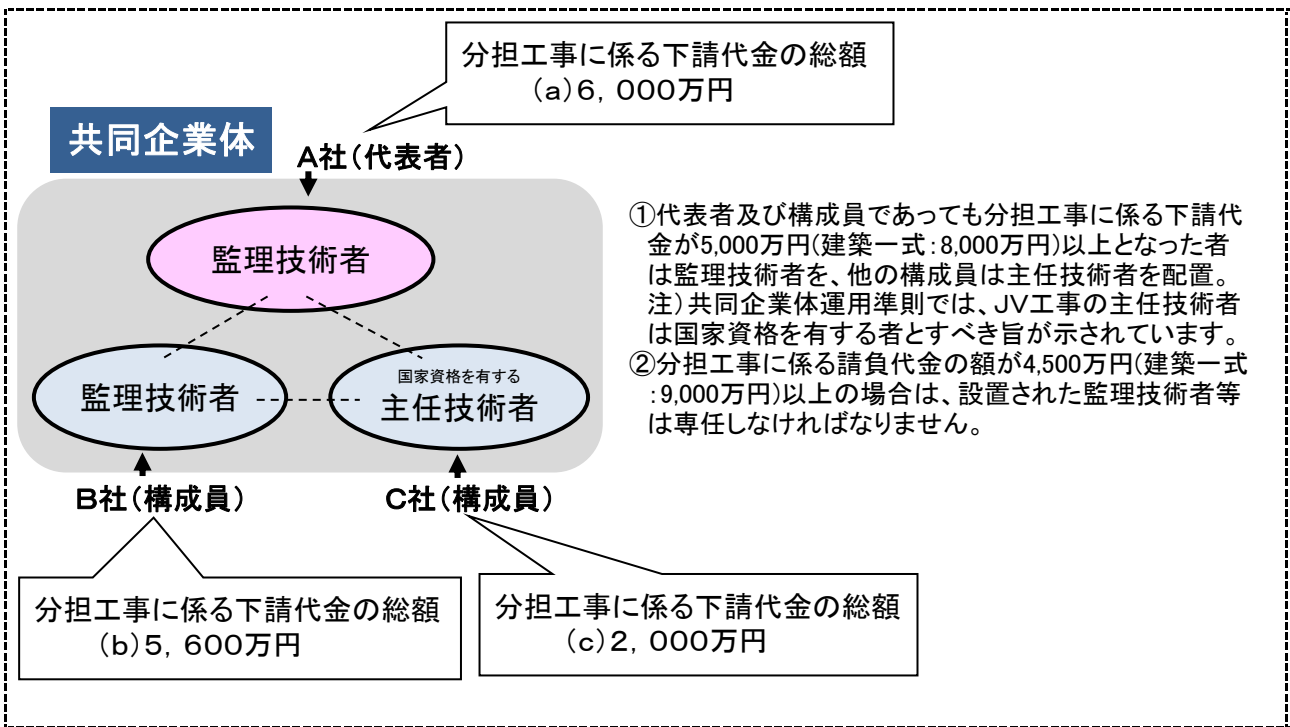 分担工事に係る下請代金の総額
(a)6,000万円
共同企業体
A社(代表者)
監理技術者
監理技術者
国家資格を有する
主任技術者
B社(構成員)
C社(構成員)
分担工事に係る下請代金の総額
(b)5,600万円
分担工事に係る下請代金の総額
(c)2,000万円
①代表者及び構成員であっても分担工事に係る下請代
金が5,000万円(建築一式:8,000万円)以上となった者
は監理技術者を、他の構成員は主任技術者を配置。
注)共同企業体運用準則では、JV工事の主任技術者
は国家資格を有する者とすべき旨が示されています。
②分担工事に係る請負代金の額が4,500万円(建築一式
:9,000万円)以上の場合は、設置された監理技術者等
は専任しなければなりません。